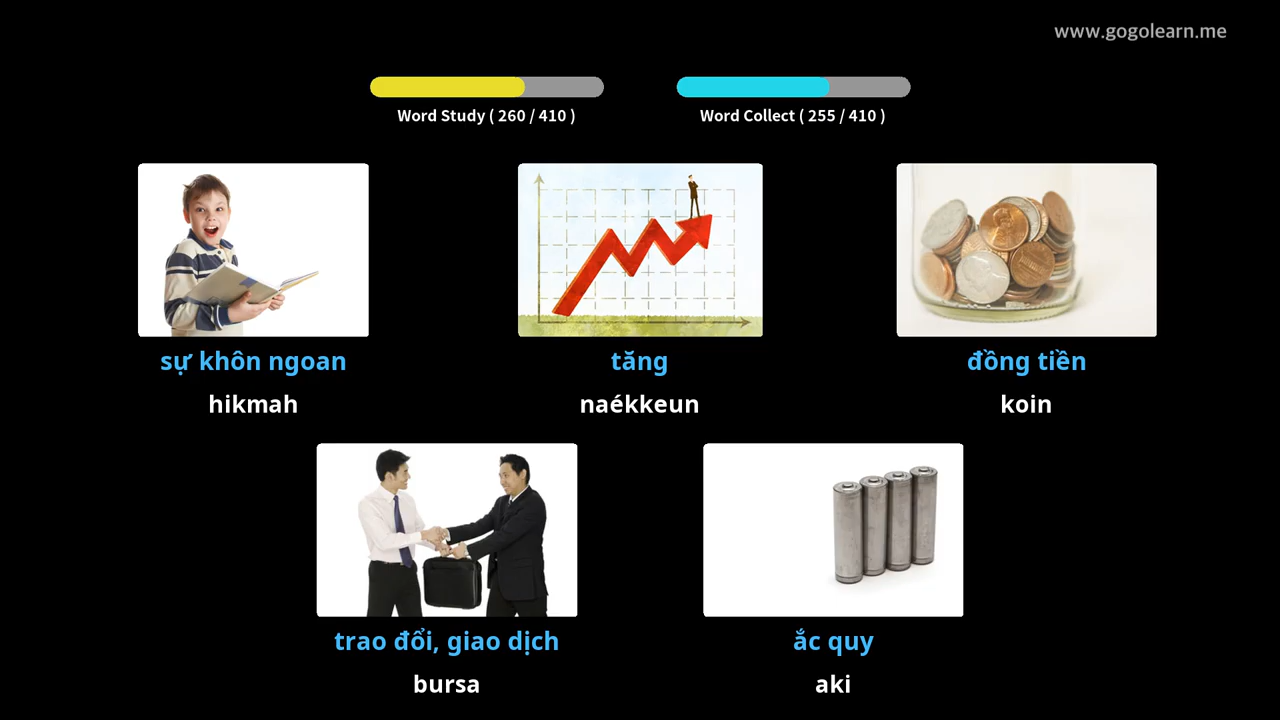 www.gogolearn.me
Word Study ( 260 / 410 )
Word Collect ( 255 / 410 )
sự khôn ngoan
hikmah
tăng
naékkeun
đồng tiền
koin
trao đổi, giao dịch
bursa
ắc quy
aki